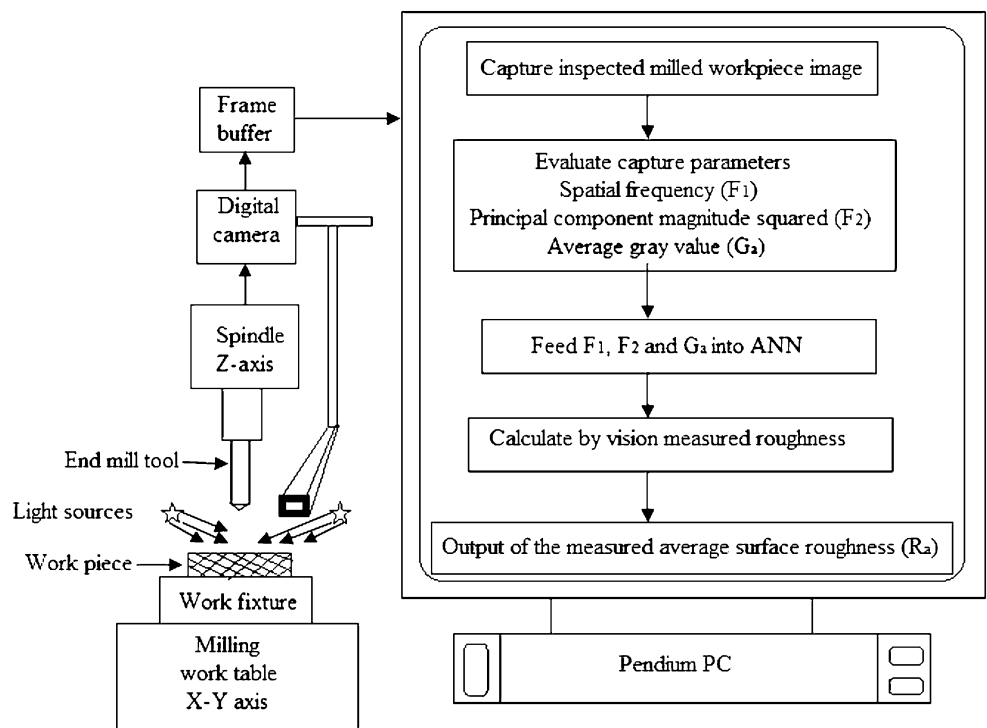 Frame
buffer
Digital
camera
Spindle
Z-axis
End mill tool
Light sources
Work piece
Work fixture
Milling
work table
X-Y axis
Capture inspected milled workpiece image
Evaluate capture parameters
Spatial frequency (F1)
Principal component magnitude squared (F2)
Average gray value (Ga)
Feed F1, F2 and Ga into ANN
Calculate by vision measured roughness
Output of the measured average surface roughness (Ra)
Pendium PC